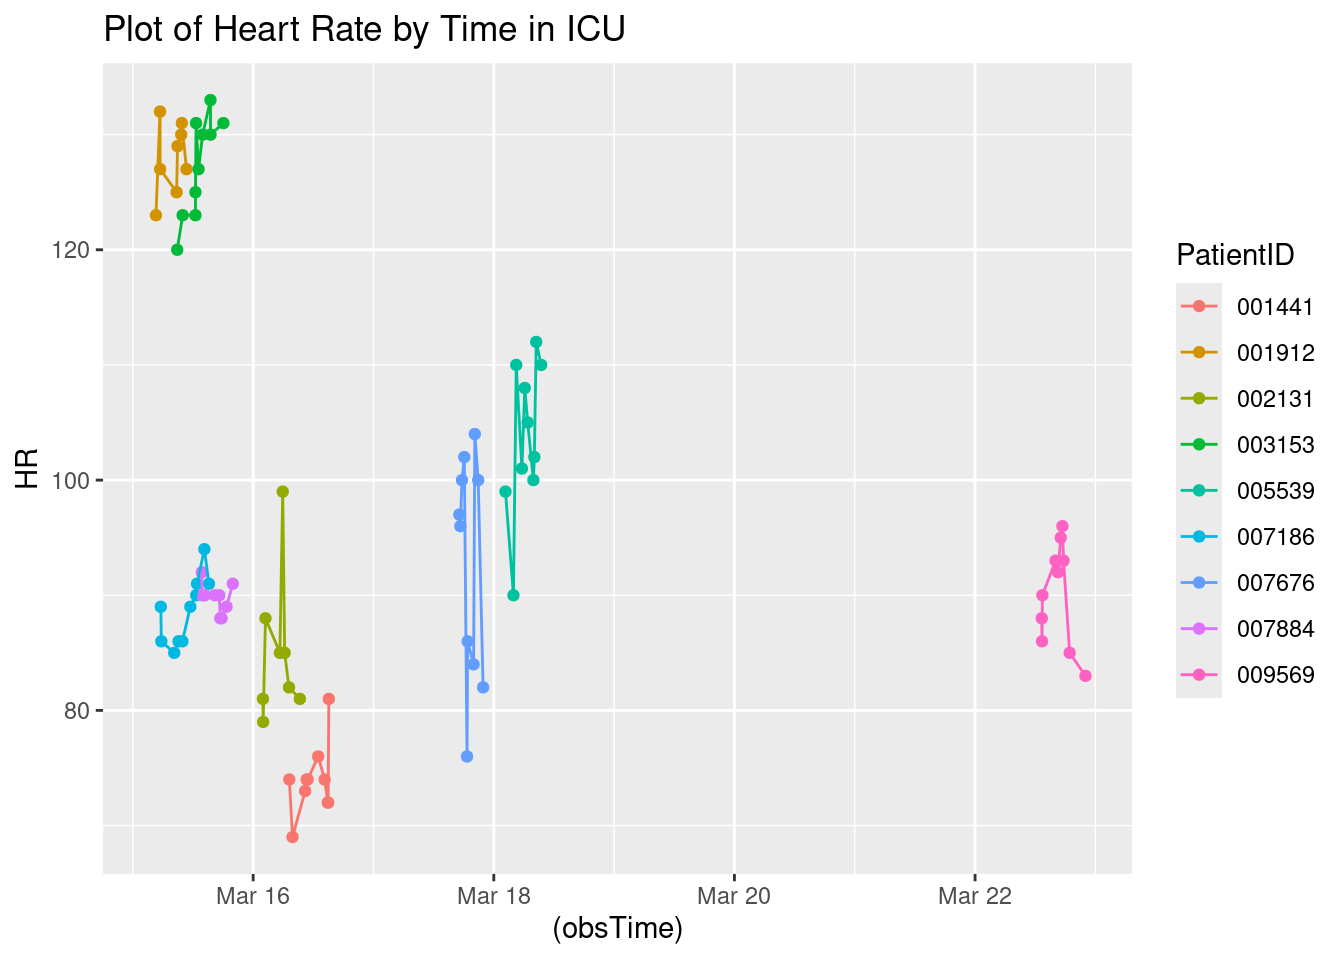 Plot of Heart Rate by Time in ICU
120
100
80
HR
Mar 16
Mar 18
Mar 20
Mar 22
(obsTime)
PatientID
001441
001912
002131
003153
005539
007186
007676
007884
009569